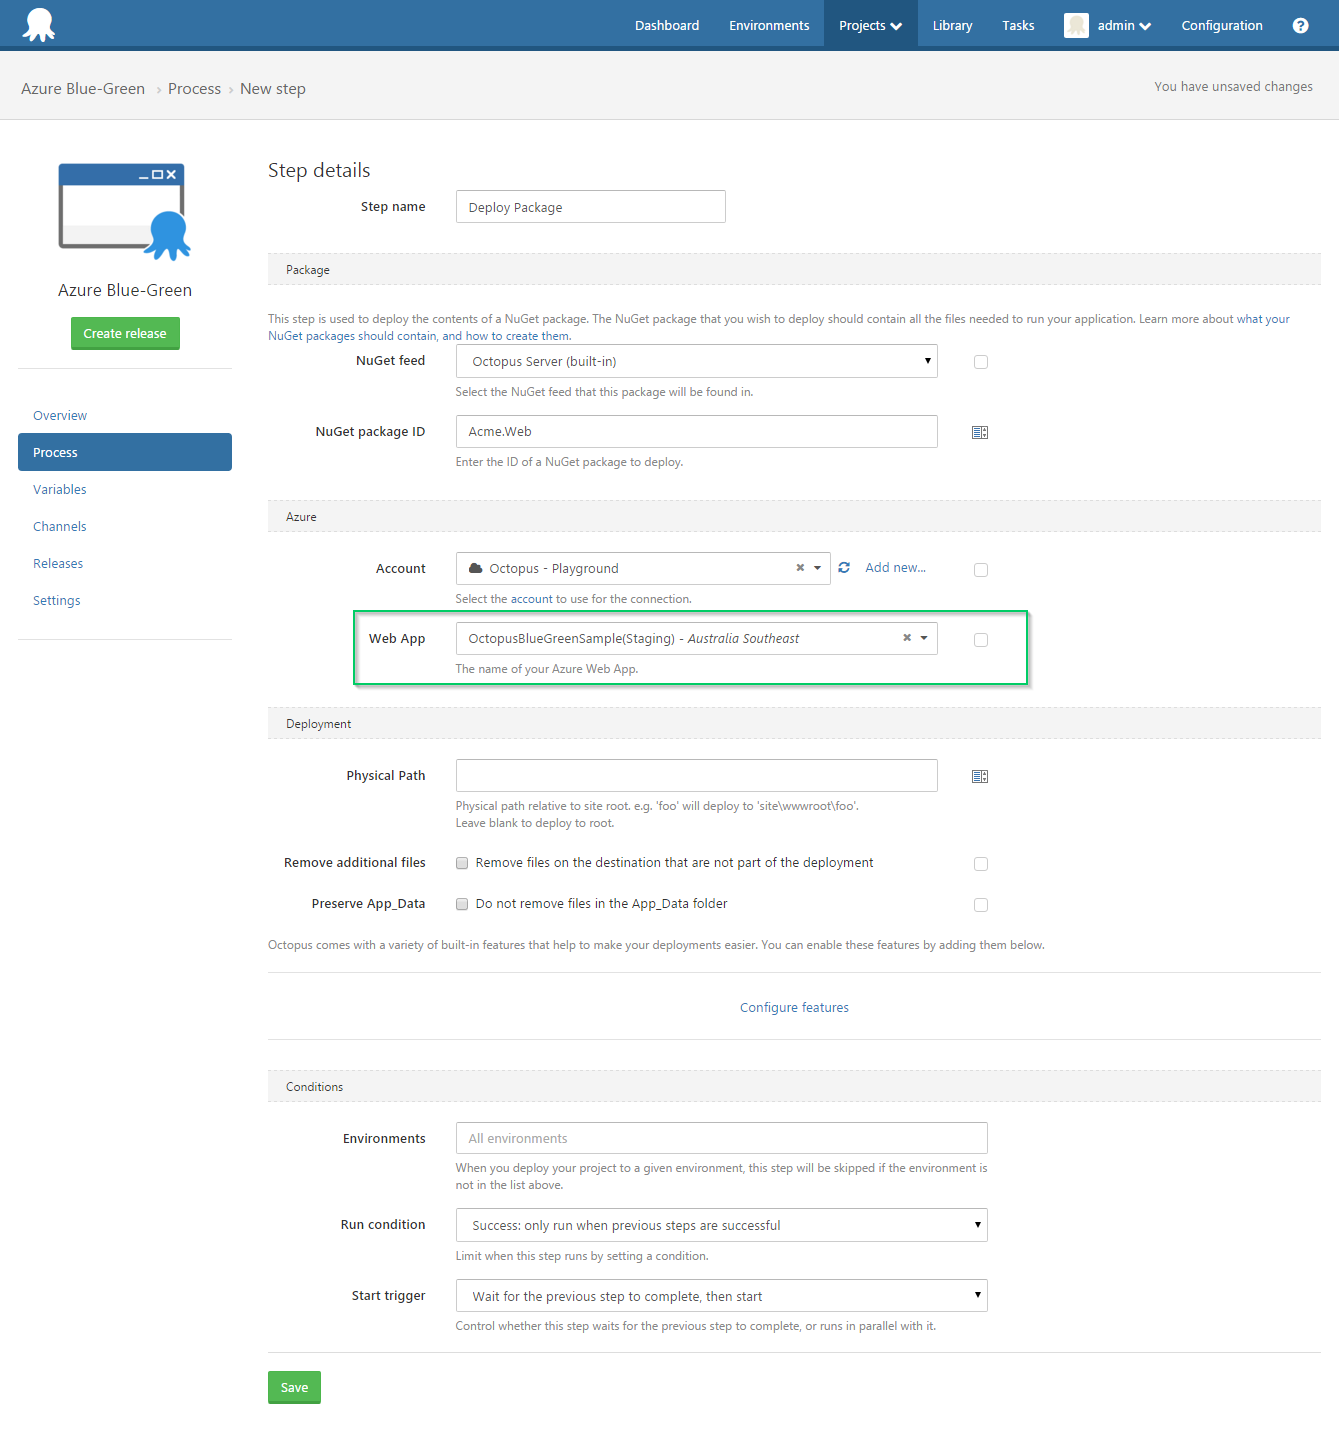 Dashboard Environments Projects Library Tasks admin Configuration ?
Azure Blue-Green › Process › New step You have unsaved changes
Azure Blue-Green
Create release
Overview
Process
Variables
Channels
Releases
Settings
Step details
Step name Deploy Package
Package
This step is used to deploy the contents of a NuGet package. The NuGet package that you wish to deploy should contain all the files needed to run your application. Learn more about what your
NuGet packages should contain, and how to create them.
NuGet feed Octopus Server (built-in)
Select the NuGet feed that this package will be found in.
NuGet package ID Acme.Web
Enter the ID of a NuGet package to deploy.
Azure
Account Octopus - Playground Add new...
Select the account to use for the connection.
Web App OctopusBlueGreenSample(Staging) - Australia Southeast
The name of your Azure Web App.
Deployment
Physical Path
Physical path relative to site root. e.g. 'foo' will deploy to 'site\wwwroot\foo'.
Leave blank to deploy to root.
Remove additional files Remove files on the destination that are not part of the deployment
Preserve App_Data Do not remove files in the App_Data folder
Octopus comes with a variety of built-in features that help to make your deployments easier. You can enable these features by adding them below.
Configure features
Conditions
Environments All environments
When you deploy your project to a given environment, this step will be skipped if the environment is
not in the list above.
Run condition Success: only run when previous steps are successful
Limit when this step runs by setting a condition.
Start trigger Wait for the previous step to complete, then start
Control whether this step waits for the previous step to complete, or runs in parallel with it.
Save